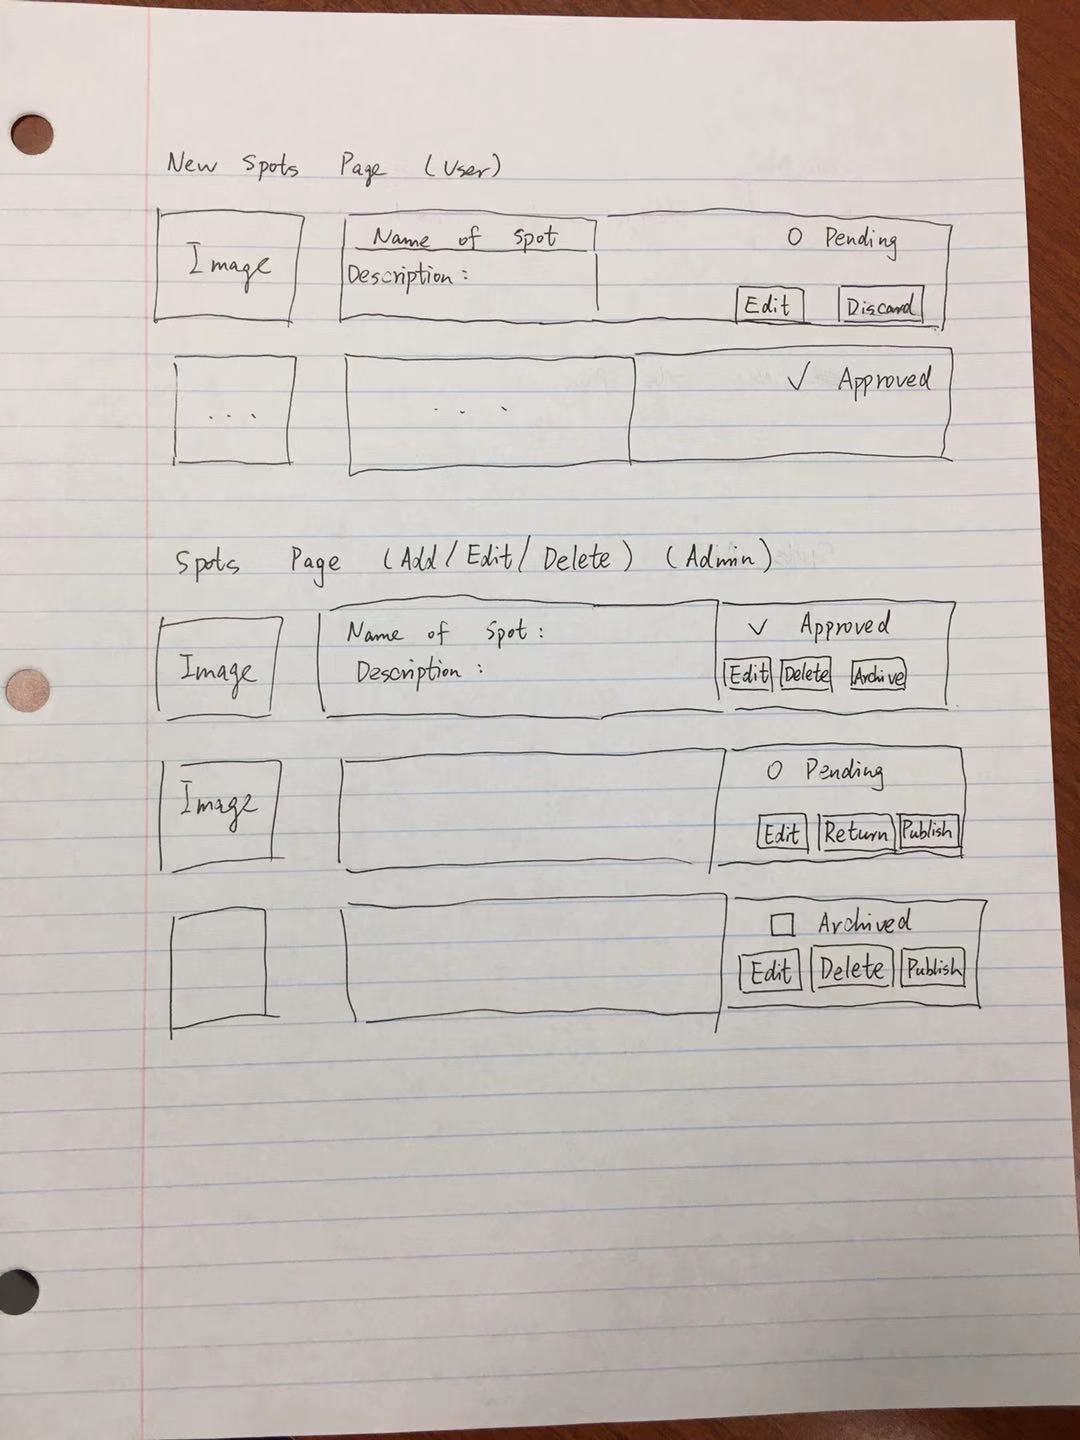 New Spots Page (User)
Image
Name of Spot
Description :
O Pending
Edit Discard
...
...
✓ Approved
Spots Page (Add/Edit/Delete) (Admin)
Image
Name of Spot :
Description :
✓ Approved
Edit Delete Archive
Image
O Pending
Edit Return Publish
□ Archived
Edit Delete Publish